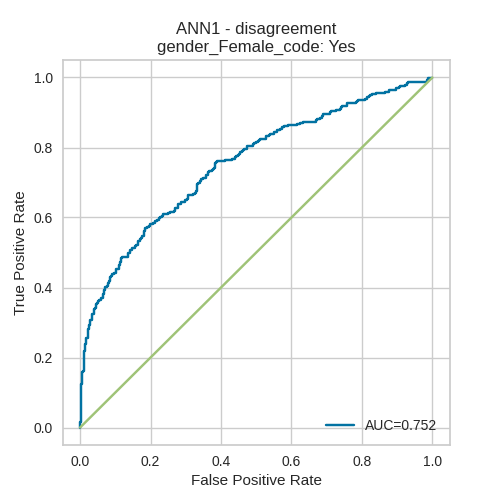 ANN1 - disagreement
gender_Female_code: Yes
True Positive Rate
1.0
0.8
0.6
0.4
0.2
0.0
AUC=0.752
0.0 0.2 0.4 0.6 0.8 1.0
False Positive Rate